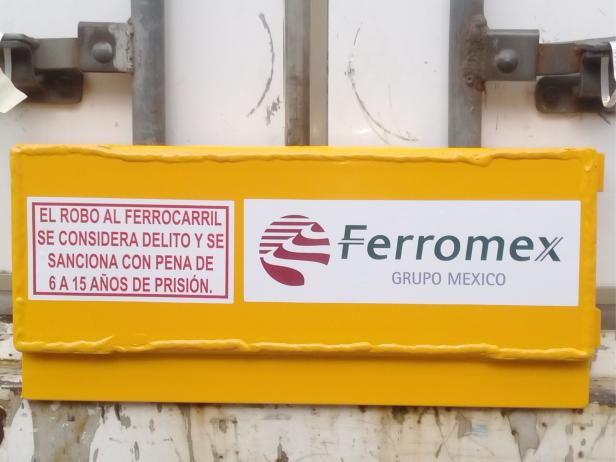 EL ROBO AL FERROCARRIL
SE CONSIDERA DELITO Y SE
SANCIONA CON PENA DE
6 A 15 AÑOS DE PRISIÓN.
Ferromex
GRUPO MEXICO